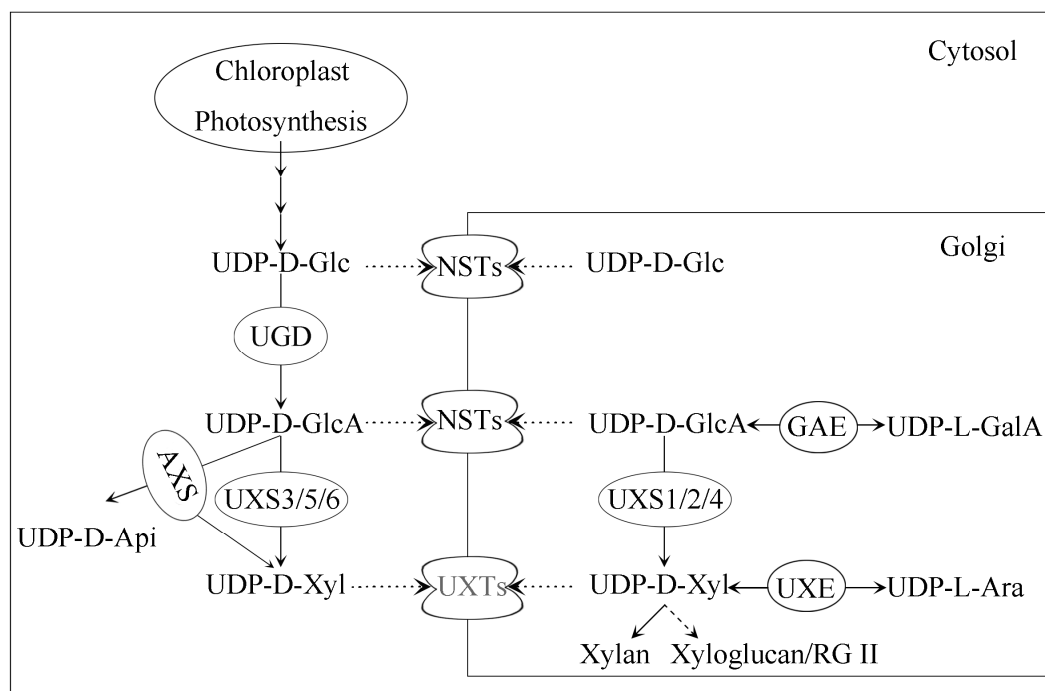 Cytosol
Chloroplast
Photosynthesis
Golgi
UDP-D-Glc
NSTs
UDP-D-Glc
UGD
UDP-D-GlcA
NSTs
UDP-D-GlcA
GAE
UDP-L-GalA
AXS
UXS3/5/6
UXS1/2/4
UDP-D-Api
UDP-D-Xyl
UXTs
UDP-D-Xyl
UXE
UDP-L-Ara
Xylan
Xyloglucan/RG II